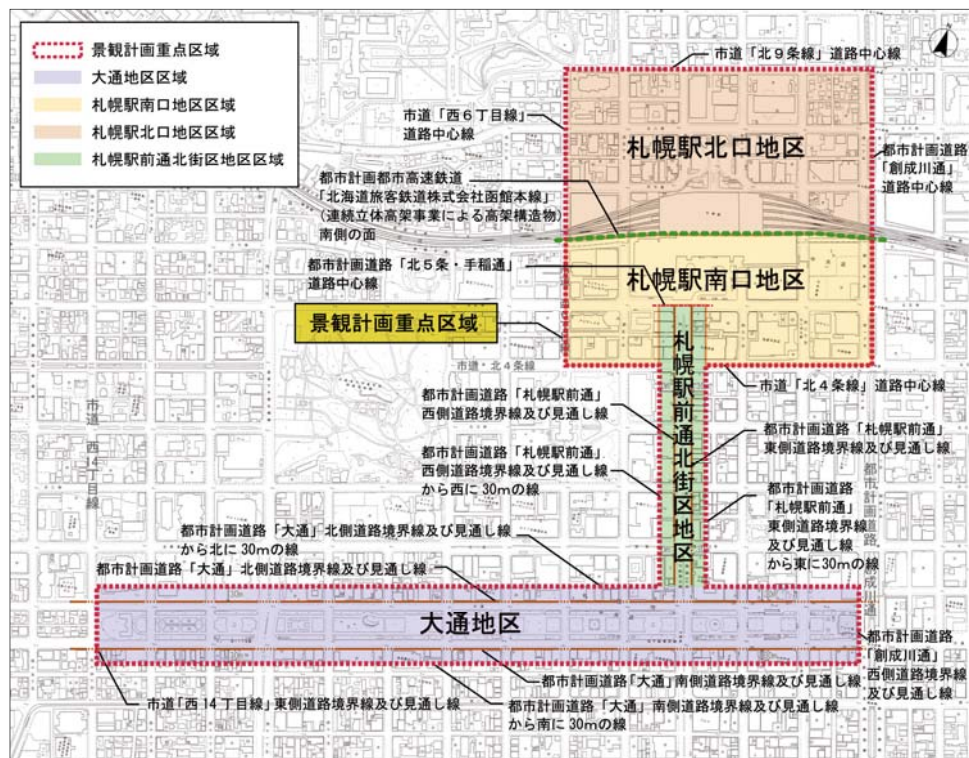 景観計画重点区域
大通地区区域
札幌駅南口地区区域
札幌駅北口地区区域
札幌駅前通北街区地区区域
市道「北9条線」道路中心線
市道「西6丁目線」
道路中心線
札幌駅北口地区
都市計画道路
「創成川通」
道路中心線
都市計画都市高速鉄道
「北海道旅客鉄道株式会社函館本線」
(連続立体高架事業による高架構造物)
南側の面
都市計画道路「北5条・手稲通」
道路中心線
札幌駅南口地区
景観計画重点区域
市道・北4条線
市道「北4条線」道路中心線
札幌駅前通北街区地区
都市計画道路「札幌駅前通」
西側道路境界線及び見通し線
都市計画道路「札幌駅前通」
東側道路境界線及び見通し線
都市計画道路「札幌駅前通」
西側道路境界線及び見通し線
から西に30mの線
都市計画道路
「札幌駅前通」
東側道路境界線
及び見通し線
から東に30mの線
市道 西14丁目線
都市計画道路 創成川通
都市計画道路「大通」北側道路境界線及び見通し線
から北に30mの線
都市計画道路「大通」北側道路境界線及び見通し線
大通地区
都市計画道路
「創成川通」
西側道路境界線
及び見通し線
都市計画道路「大通」南側道路境界線及び見通し線
市道「西14丁目線」東側道路境界線及び見通し線
都市計画道路「大通」南側道路境界線及び見通し線
から南に30mの線